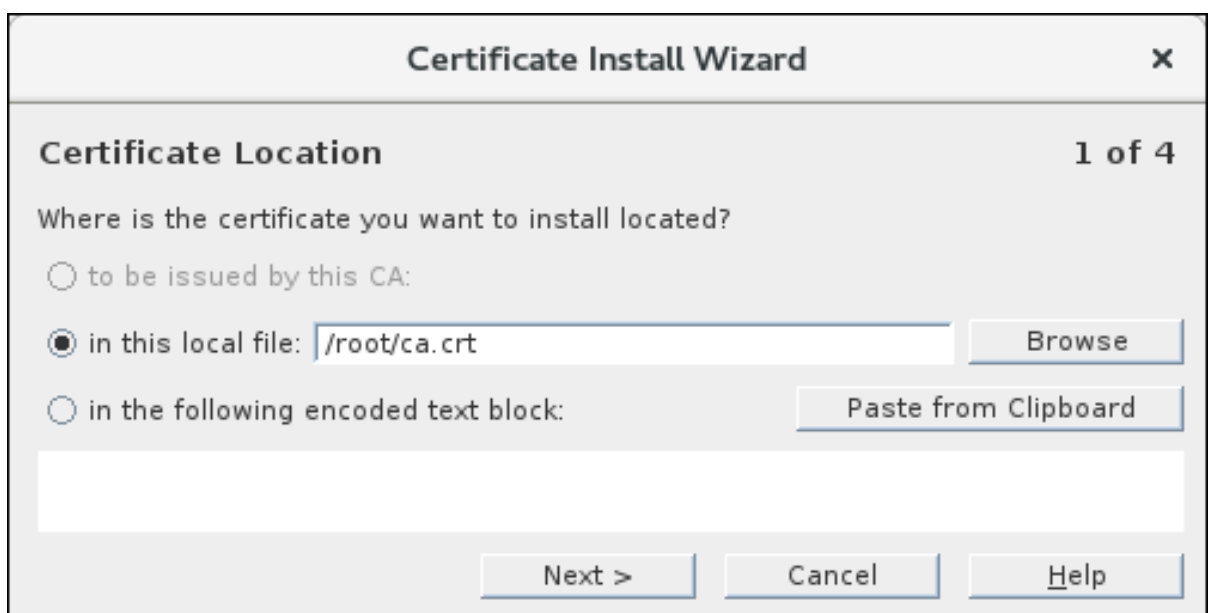 Certificate Install Wizard
Certificate Location 1 of 4
Where is the certificate you want to install located?
to be issued by this CA:
in this local file: /root/ca.crt Browse
in the following encoded text block: Paste from Clipboard
Next > Cancel Help